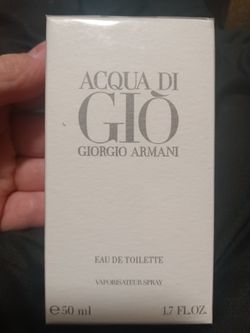 ACQUA DI
GIÒ
GIORGIO ARMANI
EAU DE TOILETTE
VAPORISATEUR SPRAY
℮ 50 ml 1.7 FL.OZ.